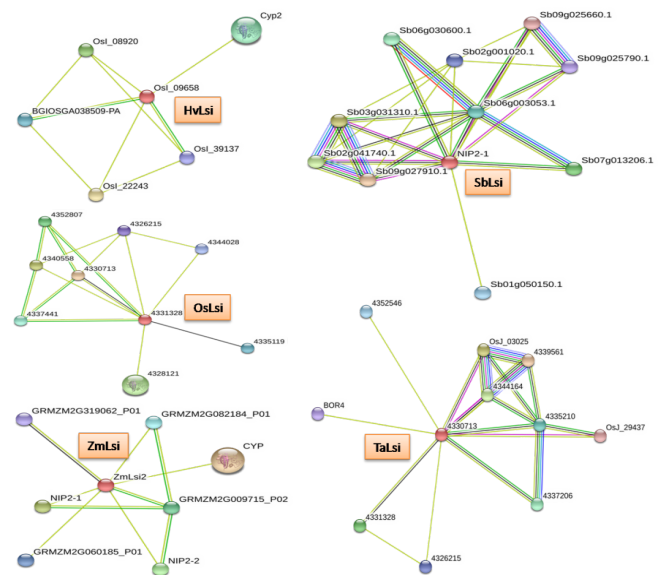 Cyp2
OsI_08920
OsI_09658
HvLsi
BGIOSGA038509-PA
OsI_39137
OsI_22243
Sb09g025660.1
Sb06g030600.1
Sb02g001020.1
Sb09g025790.1
Sb03g031310.1
Sb06g003053.1
Sb02g041740.1
NIP2-1
Sb07g013206.1
Sb09g027910.1
SbLsi
Sb01g050150.1
4352807
4326215
4344028
4340558
4330713
OsLsi
4337441
4331328
4335119
4328121
4352546
OsJ_03025
4339561
4344164
BOR4
4330713
4335210
OsJ_29437
TaLsi
4337206
4331328
4326215
GRMZM2G319062_P01
GRMZM2G082184_P01
ZmLsi
CYP
ZmLsi2
NIP2-1
GRMZM2G009715_P02
GRMZM2G060185_P01
NIP2-2